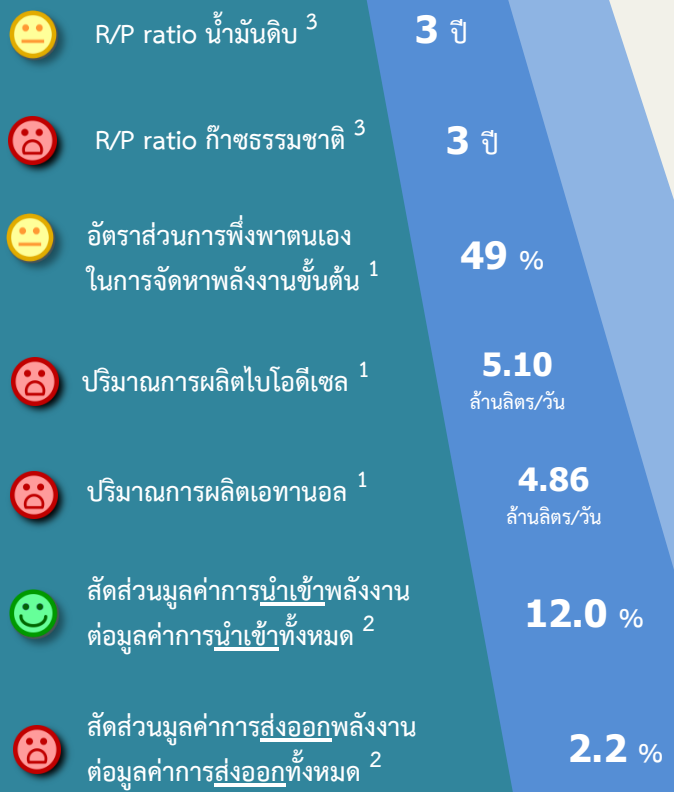 R/P ratio น้ำมันดิบ 3 3 ปี
R/P ratio ก๊าซธรรมชาติ 3 3 ปี
อัตราส่วนการพึ่งพาตนเอง
ในการจัดหาพลังงานขั้นต้น 1
49 %
ปริมาณการผลิตไบโอดีเซล 1
5.10
ล้านลิตร/วัน
ปริมาณการผลิตเอทานอล 1
4.86
ล้านลิตร/วัน
สัดส่วนมูลค่าการนำเข้าพลังงาน
ต่อมูลค่าการนำเข้าทั้งหมด 2
12.0 %
สัดส่วนมูลค่าการส่งออกพลังงาน
ต่อมูลค่าการส่งออกทั้งหมด 2
2.2 %